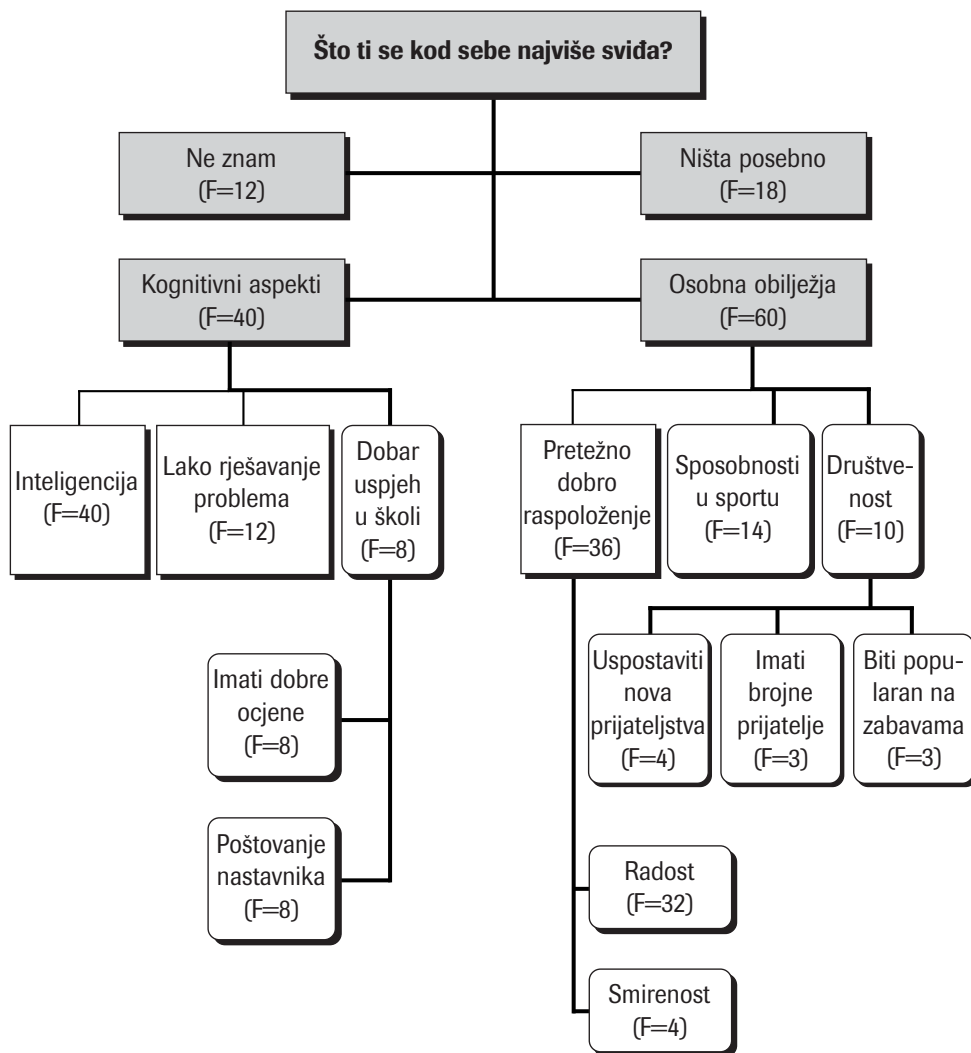 Što ti se kod sebe najviše sviđa?
Ne znam
(F=12)
Ništa posebno
(F=18)
Kognitivni aspekti
(F=40)
Osobna obilježja
(F=60)
Inteligencija
(F=40)
Lako rješavanje
problema
(F=12)
Dobar
uspjeh
u školi
(F=8)
Pretežno
dobro
raspoloženje
(F=36)
Sposobnosti
u sportu
(F=14)
Društve-
nost
(F=10)
Imati dobre
ocjene
(F=8)
Uspostaviti
nova
prijateljstva
(F=4)
Imati
brojne
prijatelje
(F=3)
Biti popu-
laran na
zabavama
(F=3)
Poštovanje
nastavnika
(F=8)
Radost
(F=32)
Smirenost
(F=4)